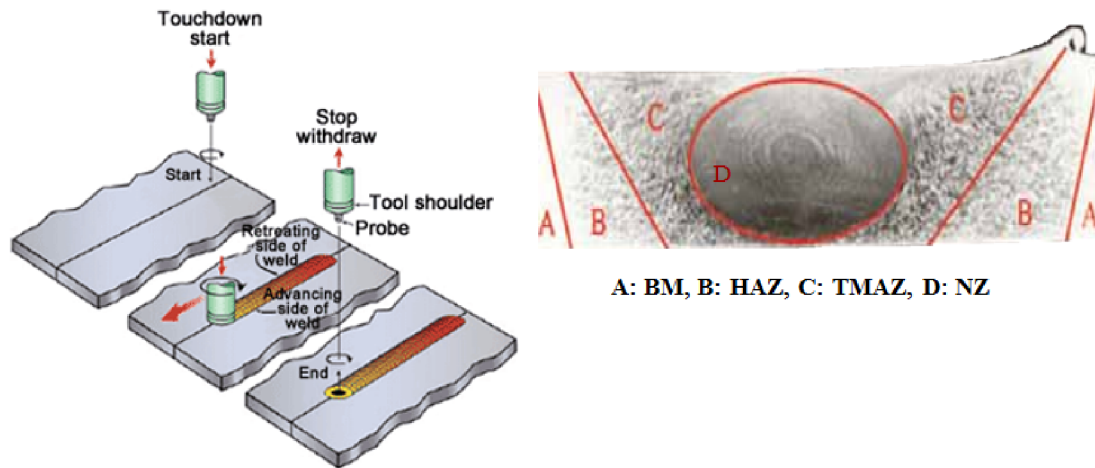 Touchdown
start
Start
Stop
withdraw
Tool shoulder
Probe
Retreating
side of
weld
Advancing
side of
weld
End
A
B
C
D
C
B
A
A: BM, B: HAZ, C: TMAZ, D: NZ